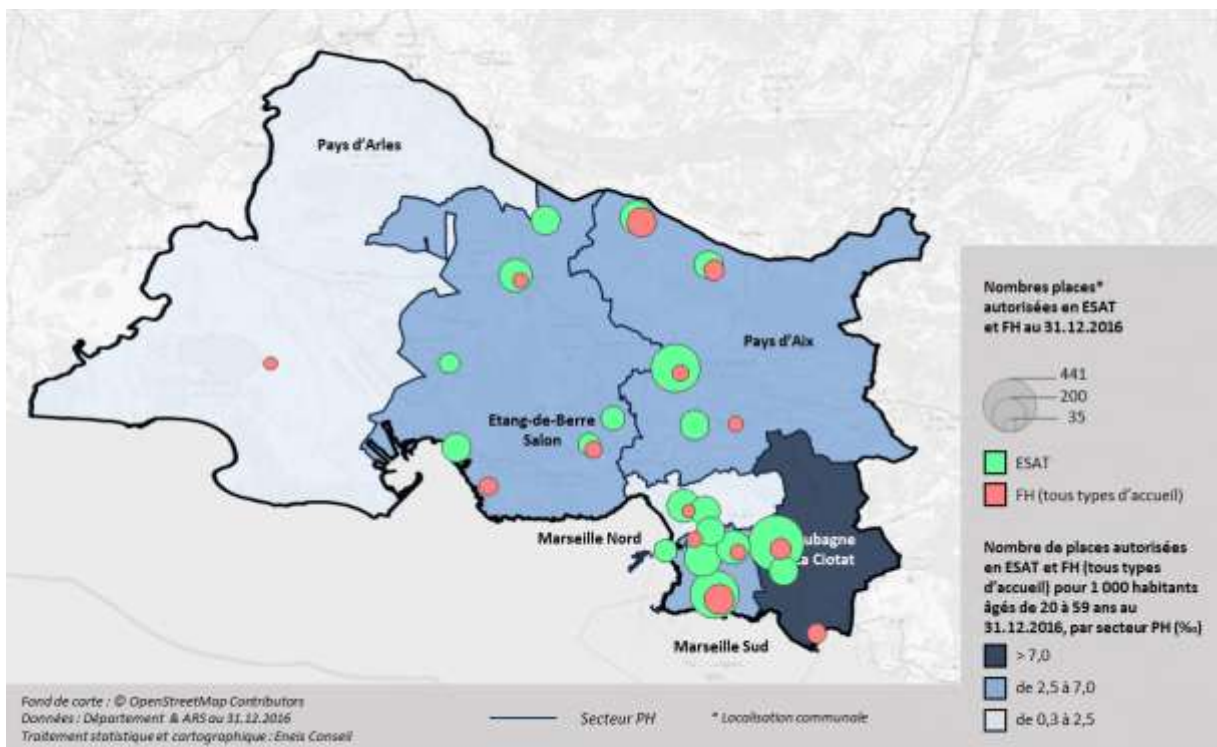 Pays d'Arles
Pays d'Aix
Etang-de-Berre
Salon
Marseille Nord
ubagne
a Ciotat
Marseille Sud
Nombres places*
autorisées en ESAT
et FH au 31.12.2016
441
200
35
ESAT
FH (tous types d'accueil)
Nombre de places autorisées
en ESAT et FH (tous types
d'accueil) pour 1 000 habitants
âgés de 20 à 59 ans au
31.12.2016, par secteur PH (‰)
> 7,0
de 2,5 à 7,0
de 0,3 à 2,5
Fond de carte : © OpenStreetMap Contributors
Données : Département & ARS au 31.12.2016
Traitement statistique et cartographique : Eneis Conseil
Secteur PH
* Localisation communale